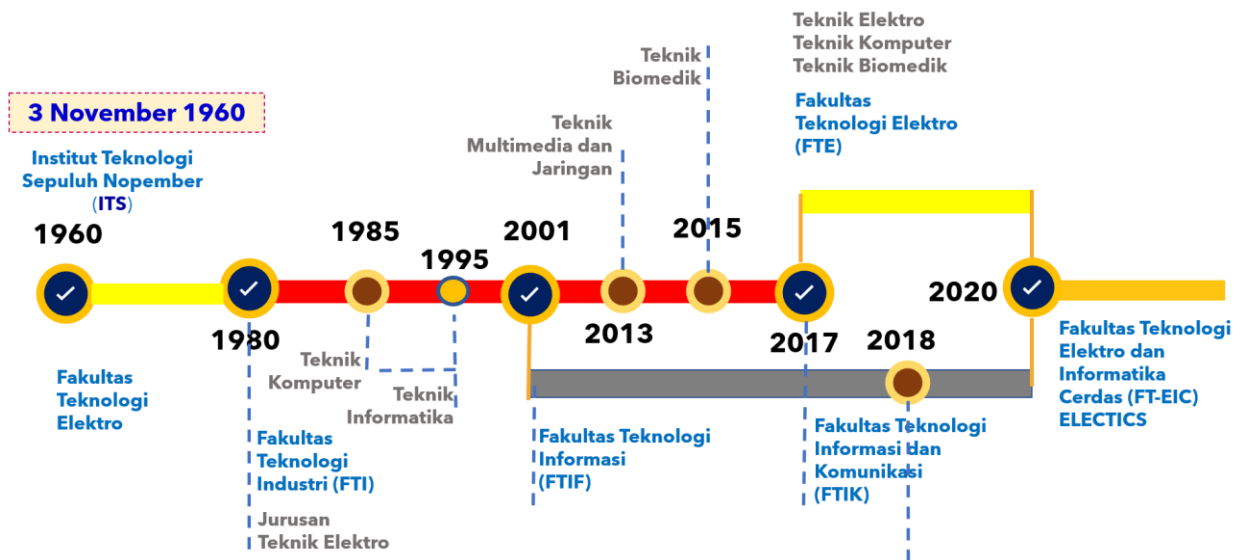 3 November 1960
Institut Teknologi
Sepuluh Nopember
(ITS)
1960
Fakultas
Teknologi
Elektro
1980
Fakultas
Teknologi
Industri (FTI)
Jurusan
Teknik Elektro
1985
Teknik
Komputer
1995
Teknik
Informatika
2001
Fakultas Teknologi
Informasi
(FTIF)
Teknik
Multimedia dan
Jaringan
2013
Teknik
Biomedik
2015
Teknik Elektro
Teknik Komputer
Teknik Biomedik
Fakultas
Teknologi Elektro
(FTE)
2017
Fakultas Teknologi
Informasi dan
Komunikasi
(FTIK)
2018
2020
Fakultas Teknologi
Elektro dan
Informatika
Cerdas (FT-EIC)
ELECTICS